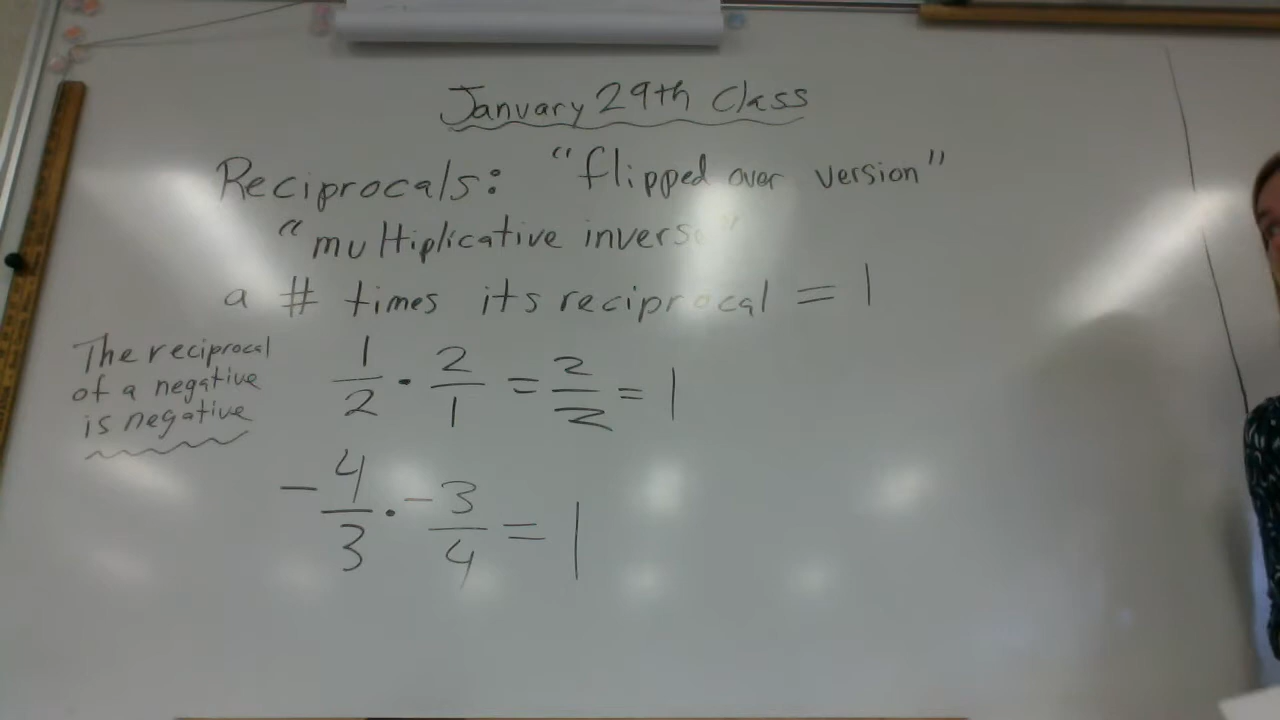 January 29th Class
Reciprocals: "flipped over version"
"multiplicative inverse"
a # times its reciprocal = 1
The reciprocal
of a negative
is negative
1/2 · 2/1 = 2/2 = 1
-4/3 · -3/4 = 1